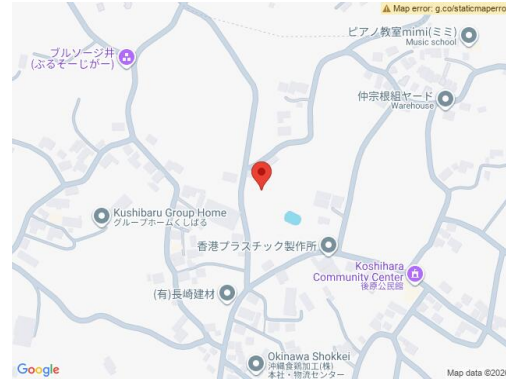 Map error: g.co/staticmaperro
ピアノ教室mimi(ミミ)
Music school
ブルソージ井
(ぶるそーじがー)
仲宗根組ヤード
Warehouse
Kushibaru Group Home
グループホームくしばる
香港プラスチック製作所
Koshihara
Community Center
後原公民館
(有)長崎建材
Okinawa Shokkei
沖縄食鶏加工(株)
本社・物流センター
Google
Map data ©2026